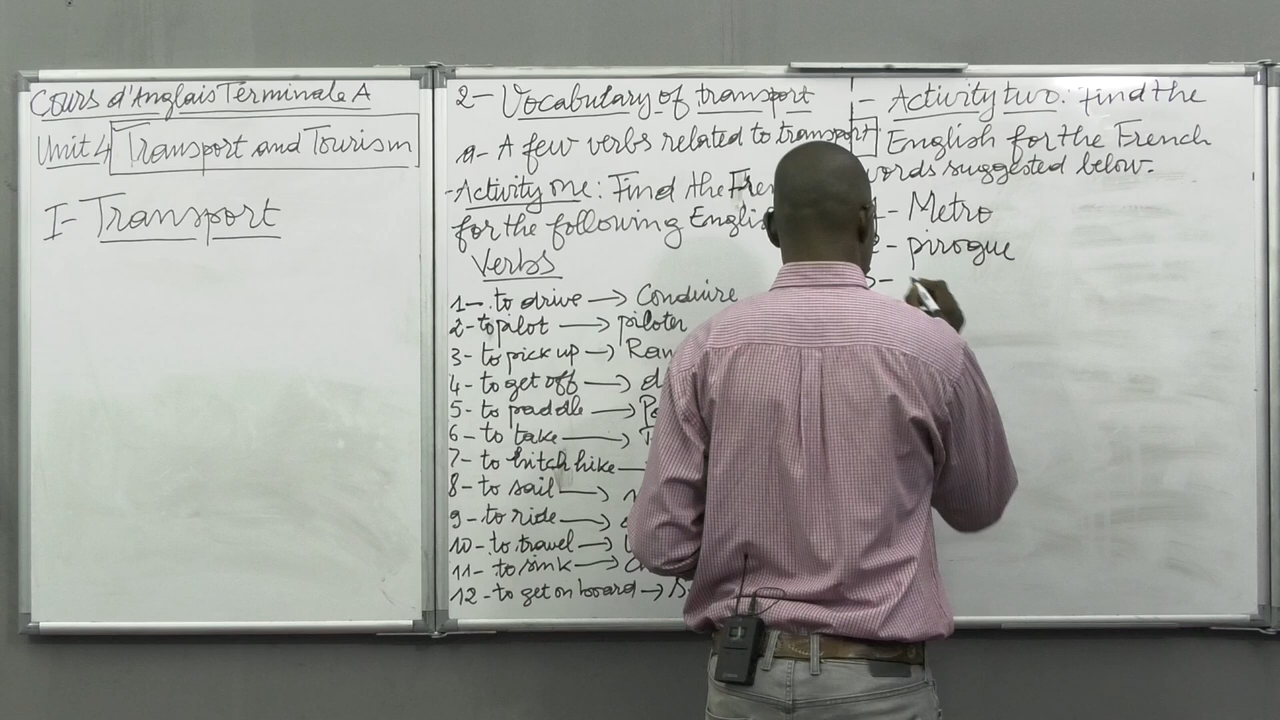 Cours d'Anglais Terminale A
Unit 4 Transport and Tourism
I- Transport
2- Vocabulary of transport
a- A few verbs related to transport
- Activity one: Find the
for the following
Verbs
1- to drive → Conduire
2- to pilot → piloter
3- to pick up →
4- to get off →
5- to paddle →
6- to take →
7- to hitch hike
8- to sail →
9- to ride →
10- to travel →
11- to sink →
12- to get on board →
- Activity two: find the
English for the French
words suggested below.
- Metro
- pirogue